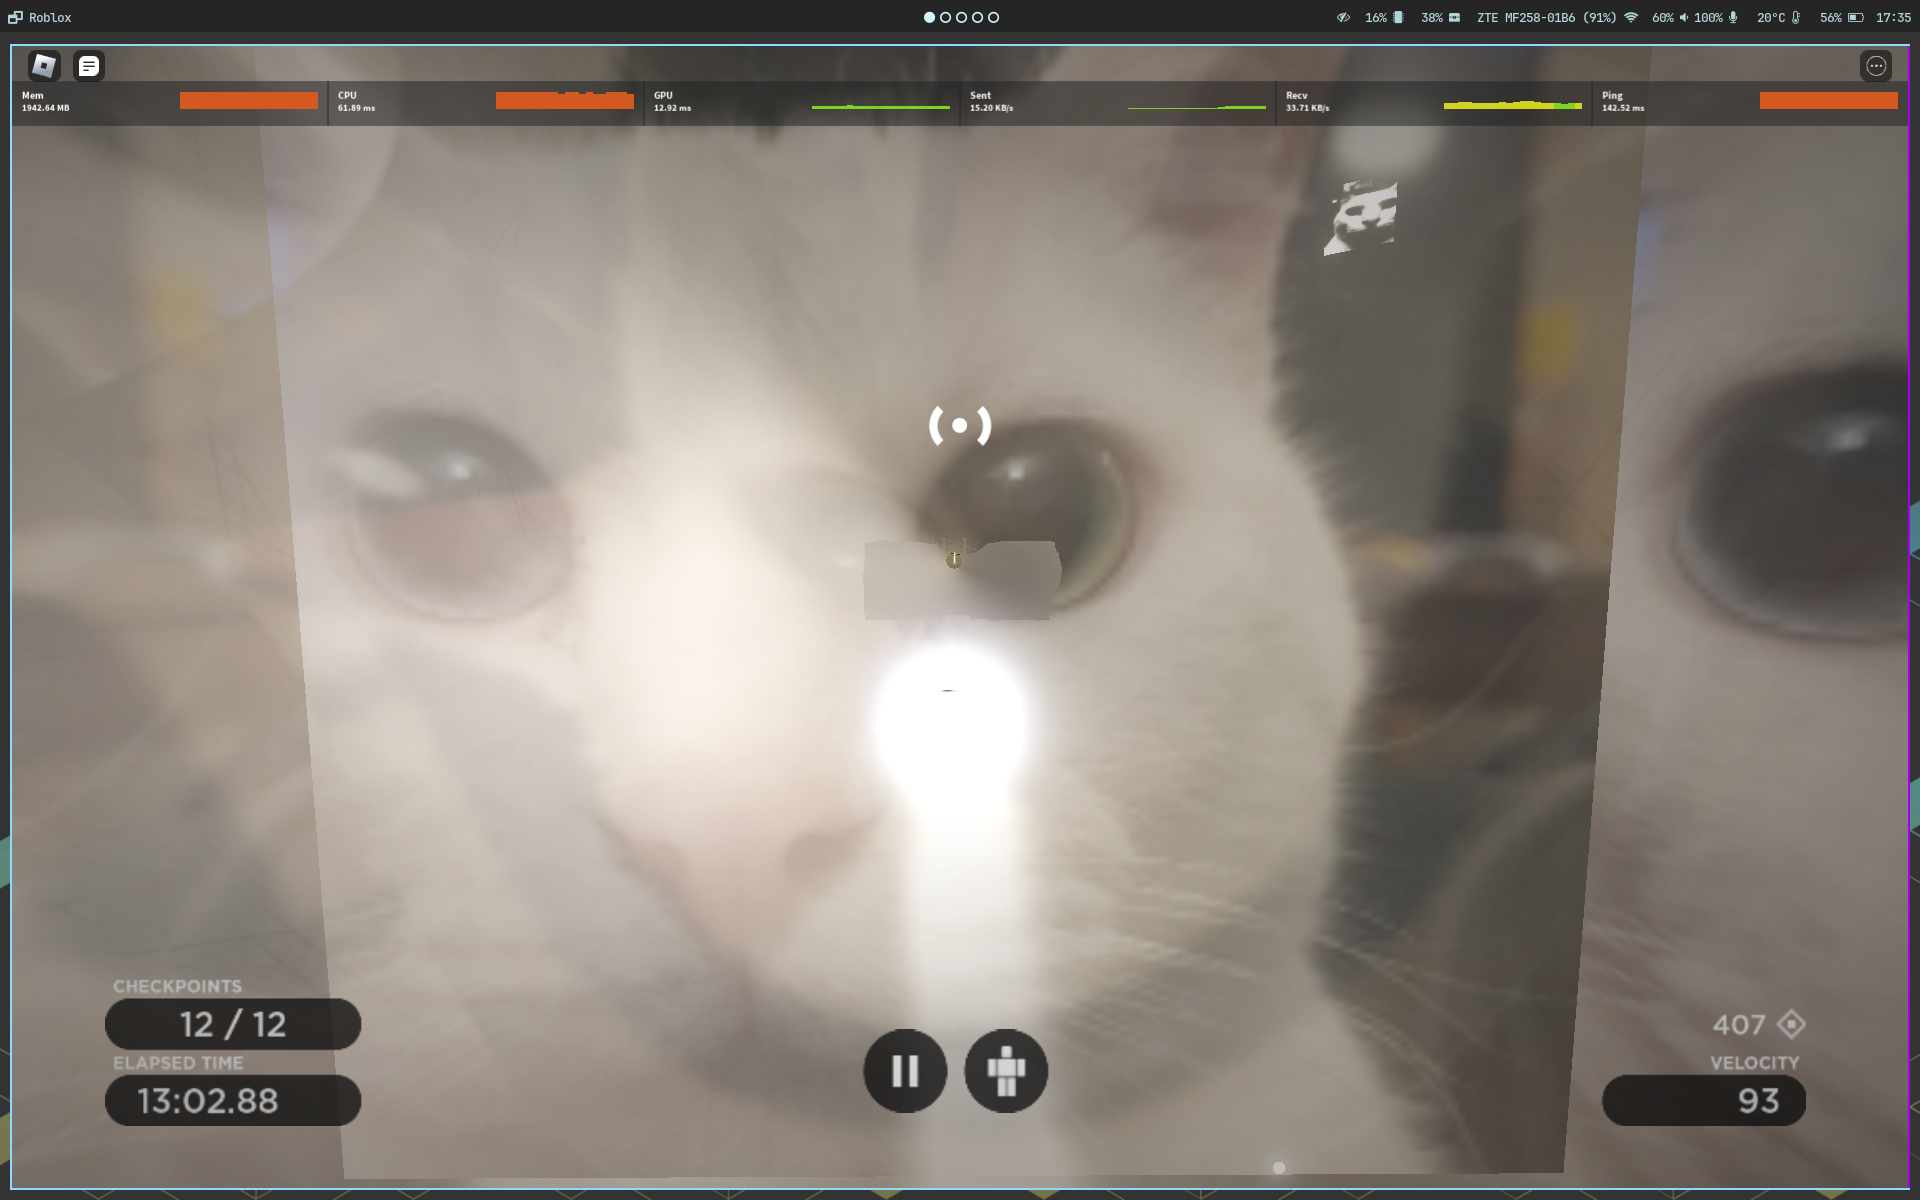 Roblox
16%
38%
ZTE MF258-01B6 (91%)
60%
100%
20°C
56%
17:35
Mem
1942.64 MB
CPU
61.89 ms
GPU
12.92 ms
Sent
15.20 KB/s
Recv
33.71 KB/s
Ping
142.52 ms
CHECKPOINTS
12 / 12
ELAPSED TIME
13:02.88
407
VELOCITY
93